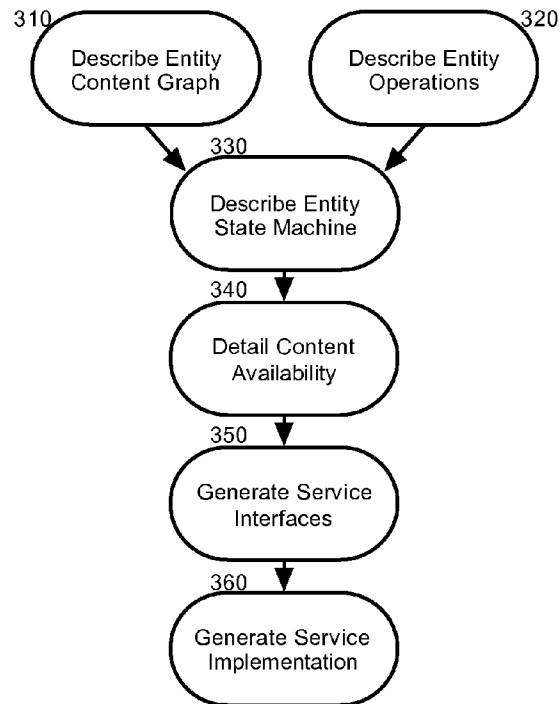 310
320
Describe Entity
Content Graph
Describe Entity
Operations
330
Describe Entity
State Machine
340
Detail Content
Availability
350
Generate Service
Interfaces
360
Generate Service
Implementation